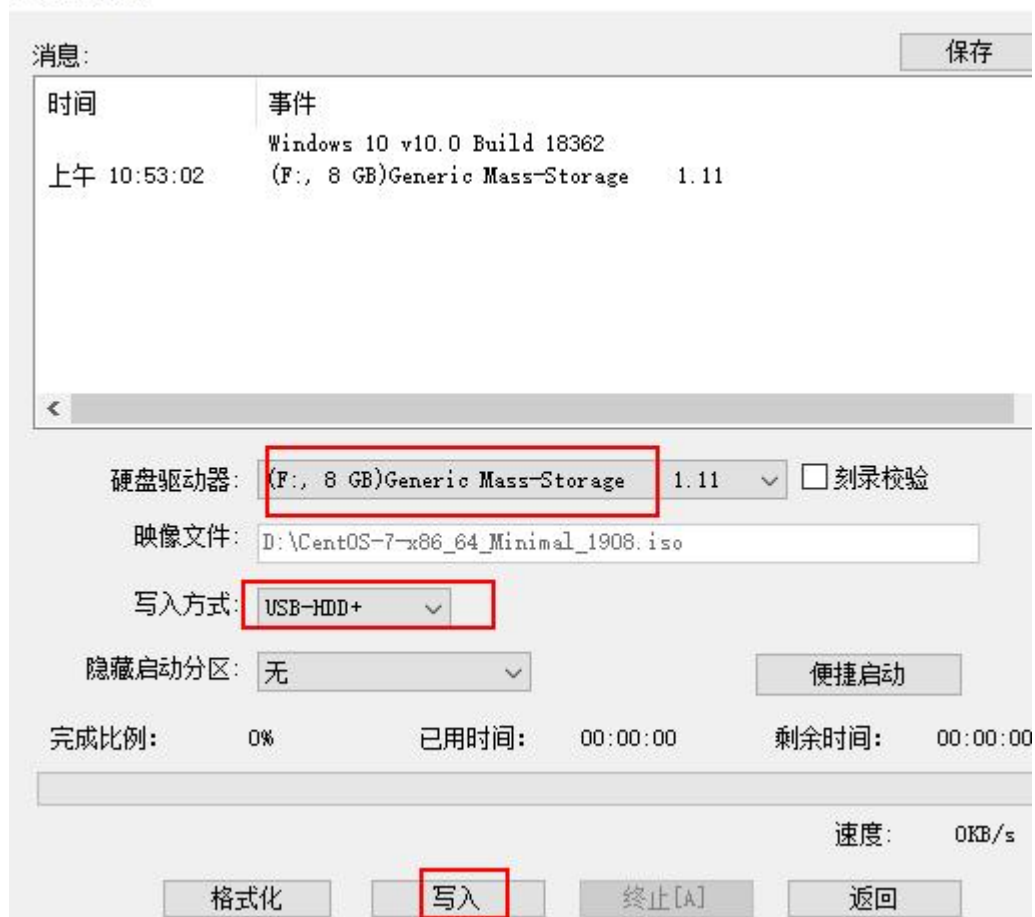 消息:
保存
时间 事件
Windows 10 v10.0 Build 18362
上午 10:53:02 (F:, 8 GB)Generic Mass-Storage 1.11
硬盘驱动器: (F:, 8 GB)Generic Mass-Storage 1.11 刻录校验
映像文件: D:\CentOS-7-x86_64_Minimal_1908.iso
写入方式: USB-HDD+
隐藏启动分区: 无 便捷启动
完成比例: 0% 已用时间: 00:00:00 剩余时间: 00:00:00
速度: 0KB/s
格式化 写入 终止[A] 返回